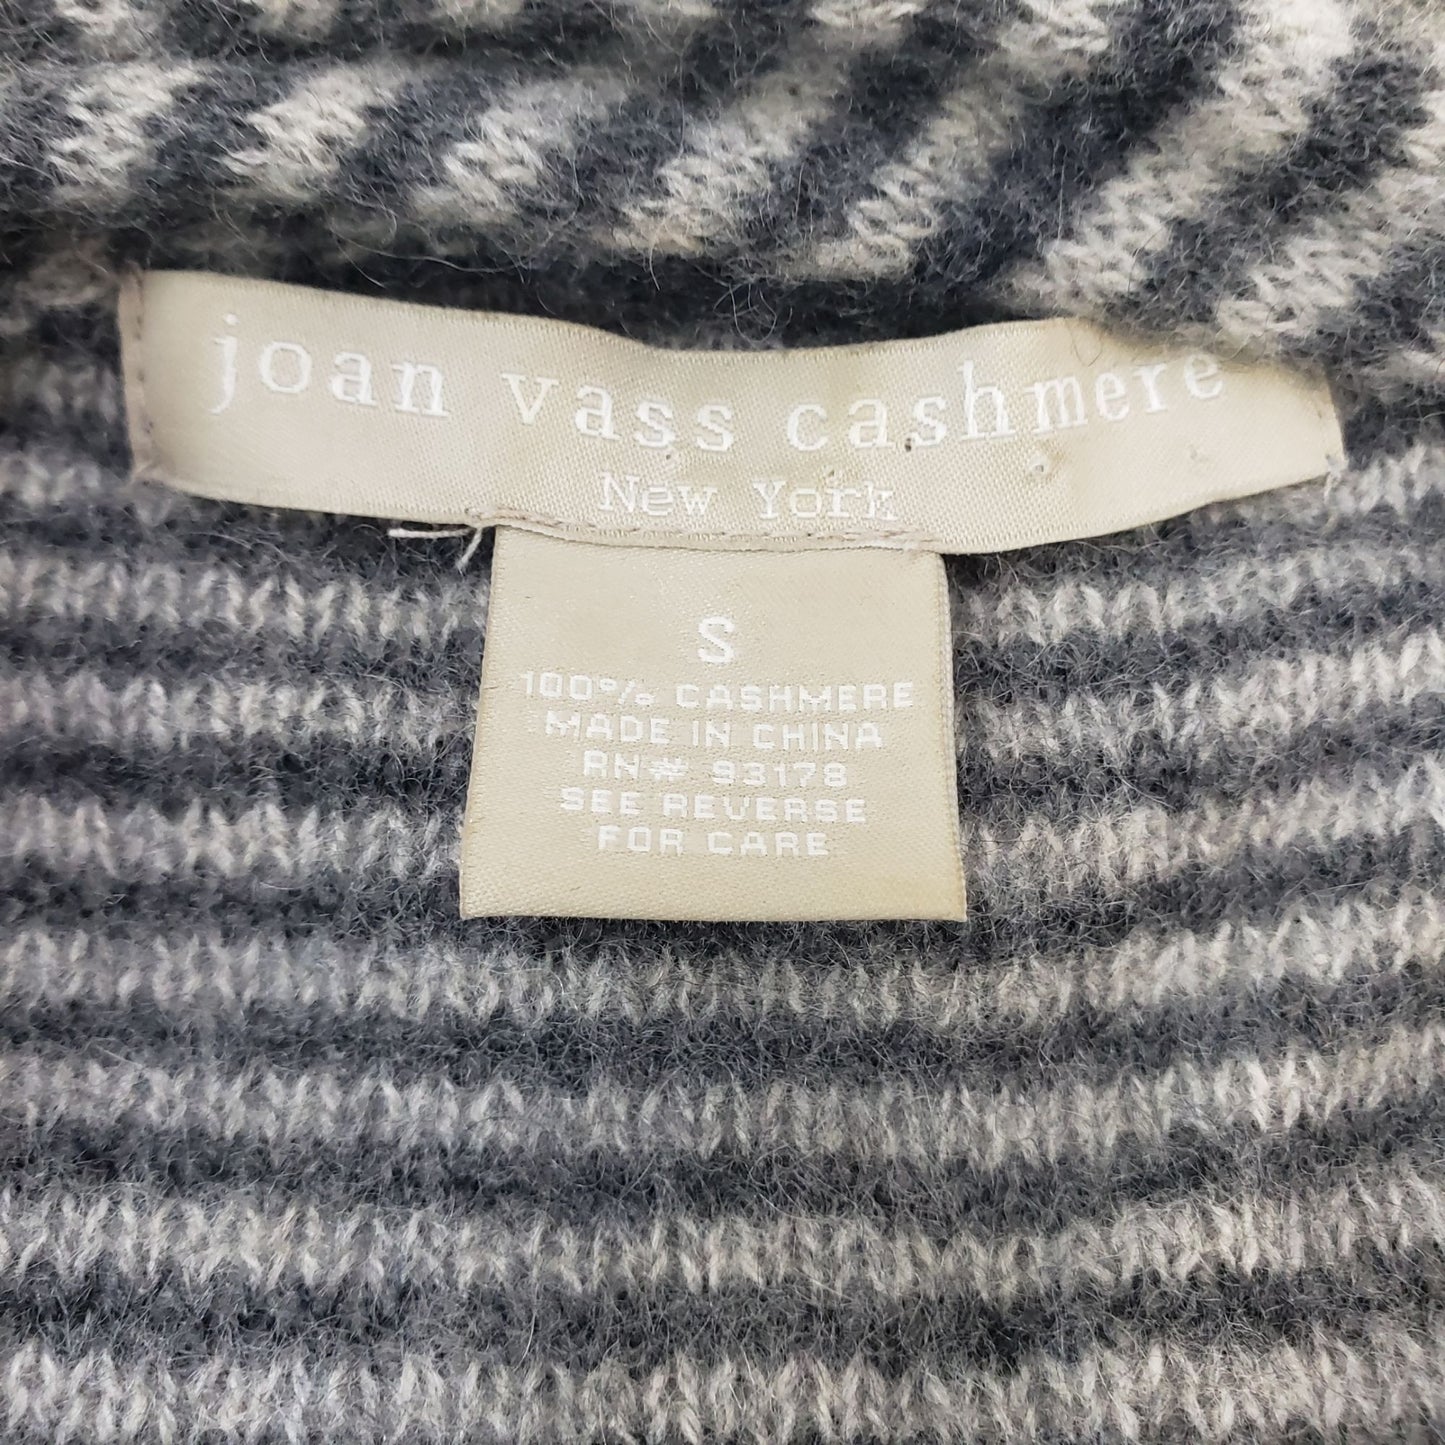 joan vass cashmere
New York
S
100% CASHMERE
MADE IN CHINA
RN# 93178
SEE REVERSE
FOR CARE